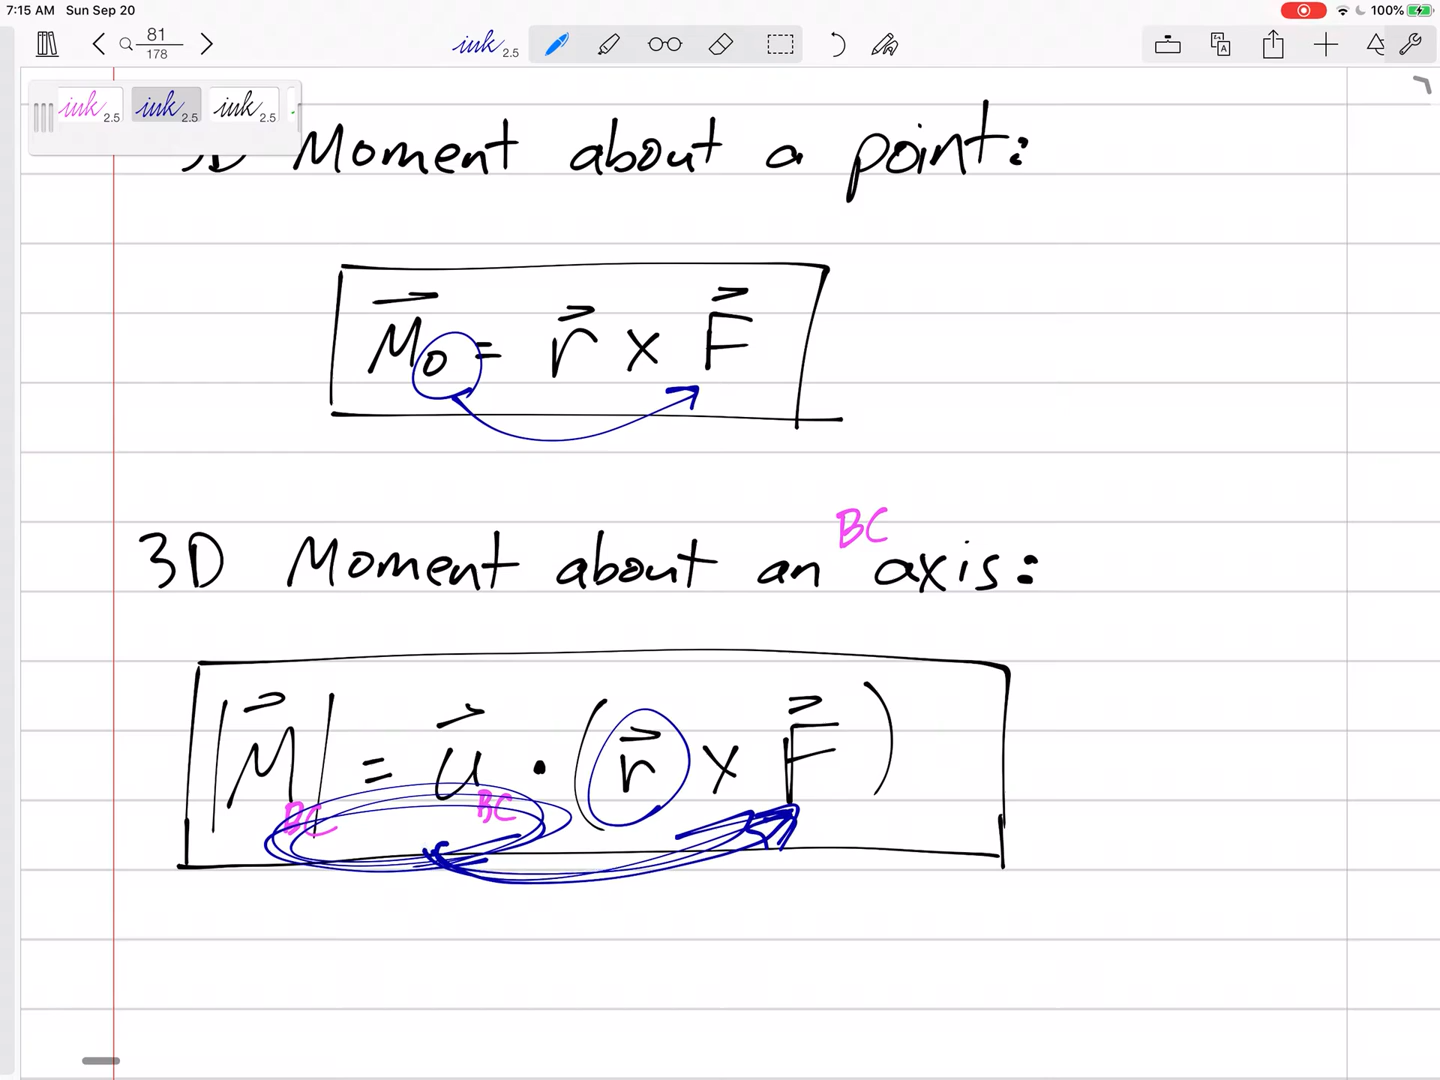 7:15 AM Sun Sep 20
100%
81
178
ink 2.5
ink 2.5 ink 2.5 ink 2.5
3D Moment about a point:
M⃗o = r⃗ x F⃗
BC
3D Moment about an axis:
|M⃗BC| = u⃗BC · (r⃗ x F⃗)